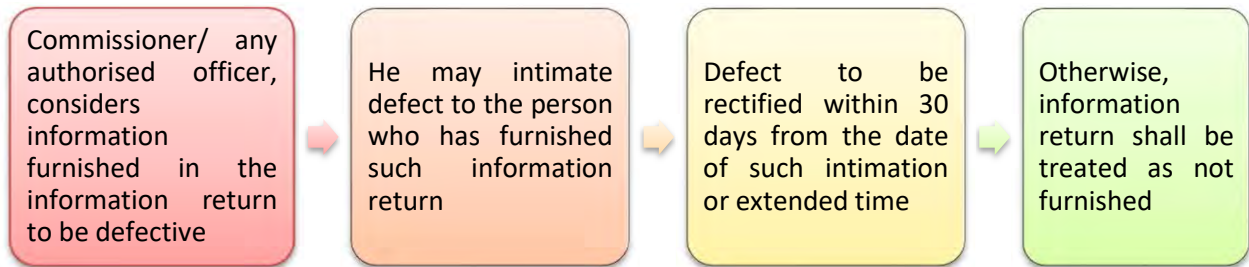 Commissioner/ any
authorised officer,
considers
information
furnished in the
information return
to be defective
He may intimate
defect to the person
who has furnished
such information
return
Defect to be
rectified within 30
days from the date
of such intimation
or extended time
Otherwise,
information
return shall be
treated as not
furnished